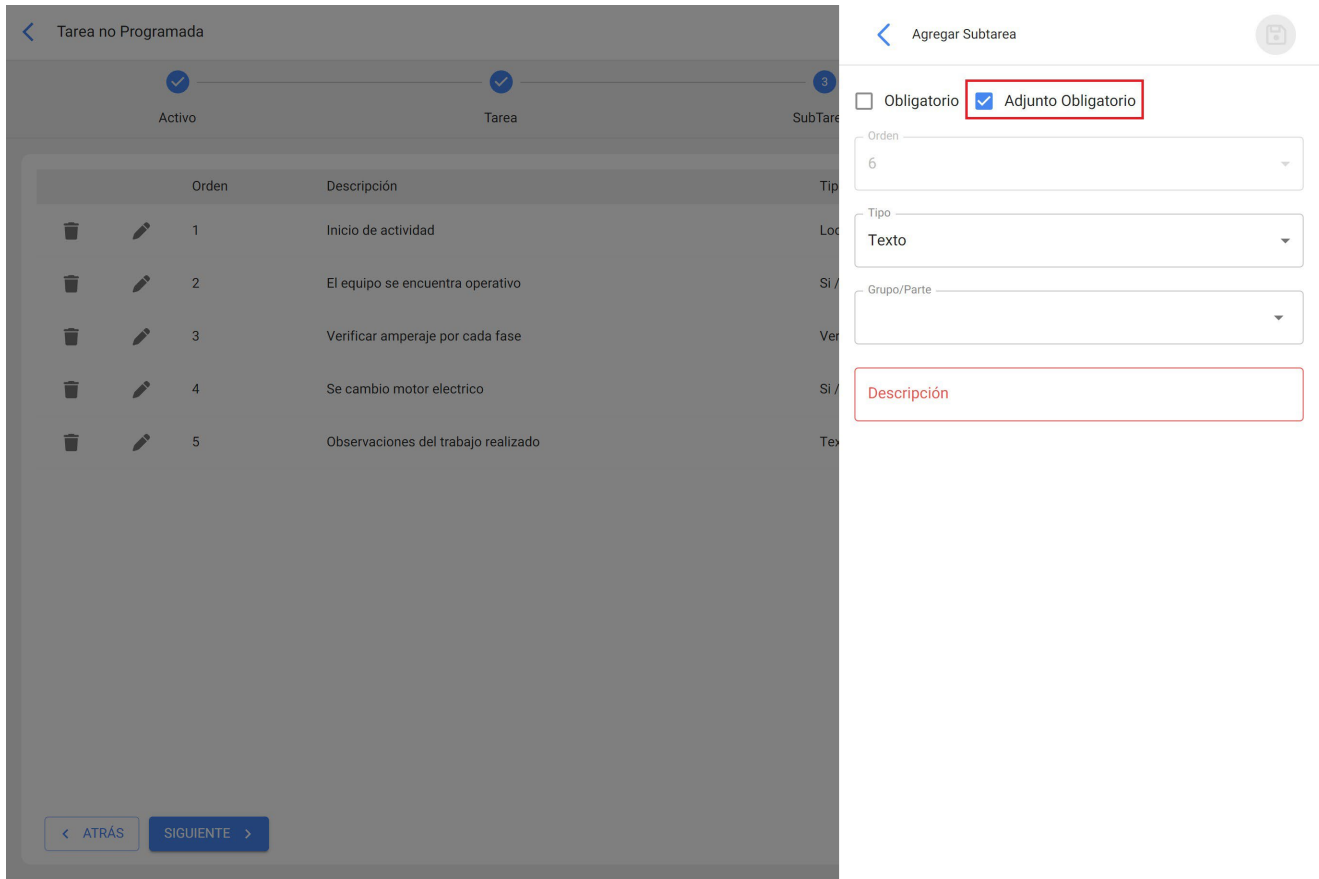 Tarea no Programada
3
Activo
Tarea
SubTare
Orden
Descripción
Tip
1
Inicio de actividad
Loc
2
El equipo se encuentra operativo
Si /
3
Verificar amperaje por cada fase
Ver
4
Se cambio motor electrico
Si /
5
Observaciones del trabajo realizado
Tex
ATRÁS
SIGUIENTE
Agregar Subtarea
Obligatorio
Adjunto Obligatorio
Orden
6
Tipo
Texto
Grupo/Parte
Descripción